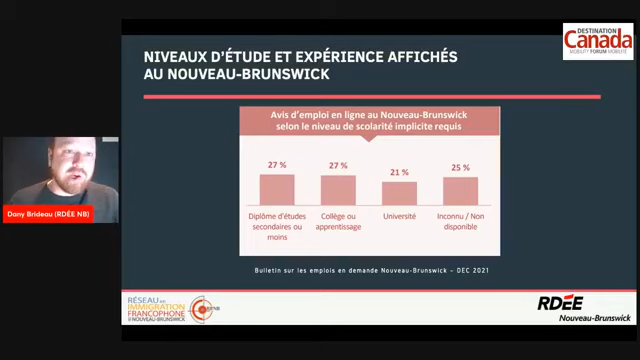 DESTINATION
Canada
MOBILITY FORUM MOBILITÉ
NIVEAUX D'ÉTUDE ET EXPÉRIENCE AFFICHÉS
AU NOUVEAU-BRUNSWICK
Avis d'emploi en ligne au Nouveau-Brunswick
selon le niveau de scolarité implicite requis
27 %
27 %
21 %
25 %
Diplôme d'études
secondaires ou
moins
Collège ou
apprentissage
Université
Inconnu / Non
disponible
Dany Brideau (RDÉE NB)
Bulletin sur les emplois en demande Nouveau-Brunswick – DEC 2021
RÉSEAU EN
IMMIGRATION
FRANCOPHONE
NOUVEAU-BRUNSWICK
RDÉE
Nouveau-Brunswick